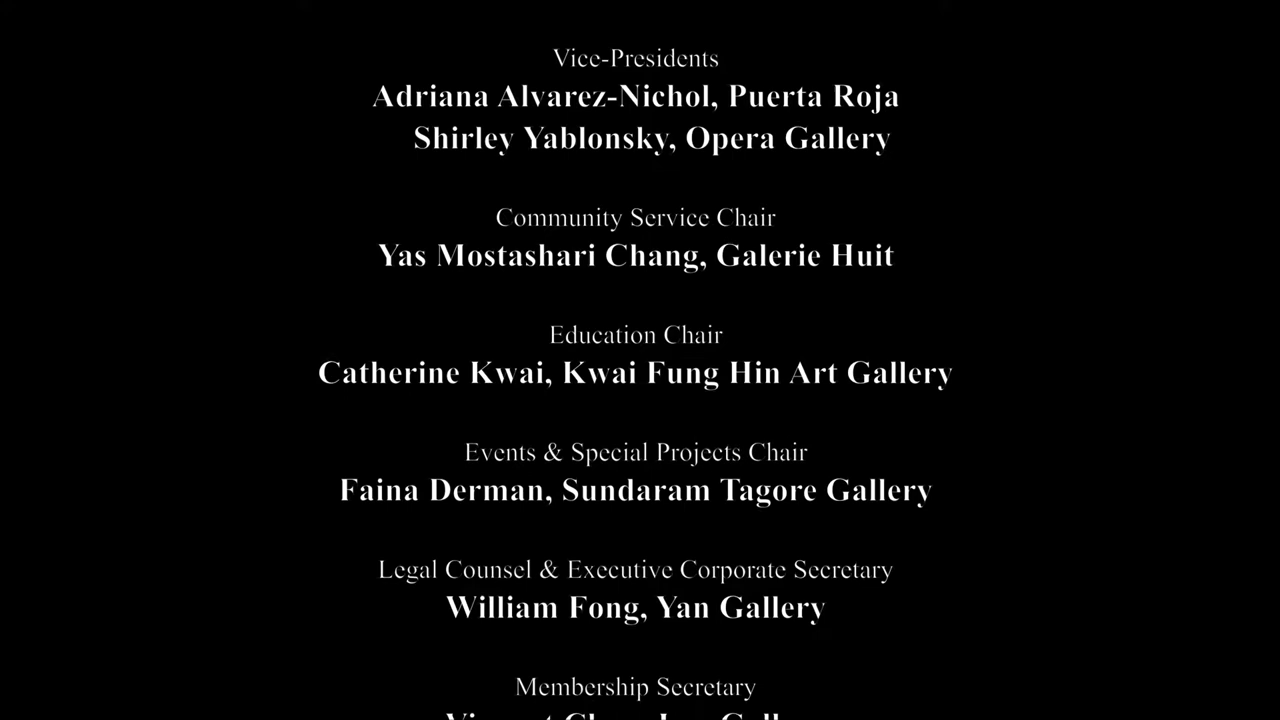 Vice-Presidents
Adriana Alvarez-Nichol, Puerta Roja
Shirley Yablonsky, Opera Gallery
Community Service Chair
Yas Mostashari Chang, Galerie Huit
Education Chair
Catherine Kwai, Kwai Fung Hin Art Gallery
Events & Special Projects Chair
Faina Derman, Sundaram Tagore Gallery
Legal Counsel & Executive Corporate Secretary
William Fong, Yan Gallery
Membership Secretary